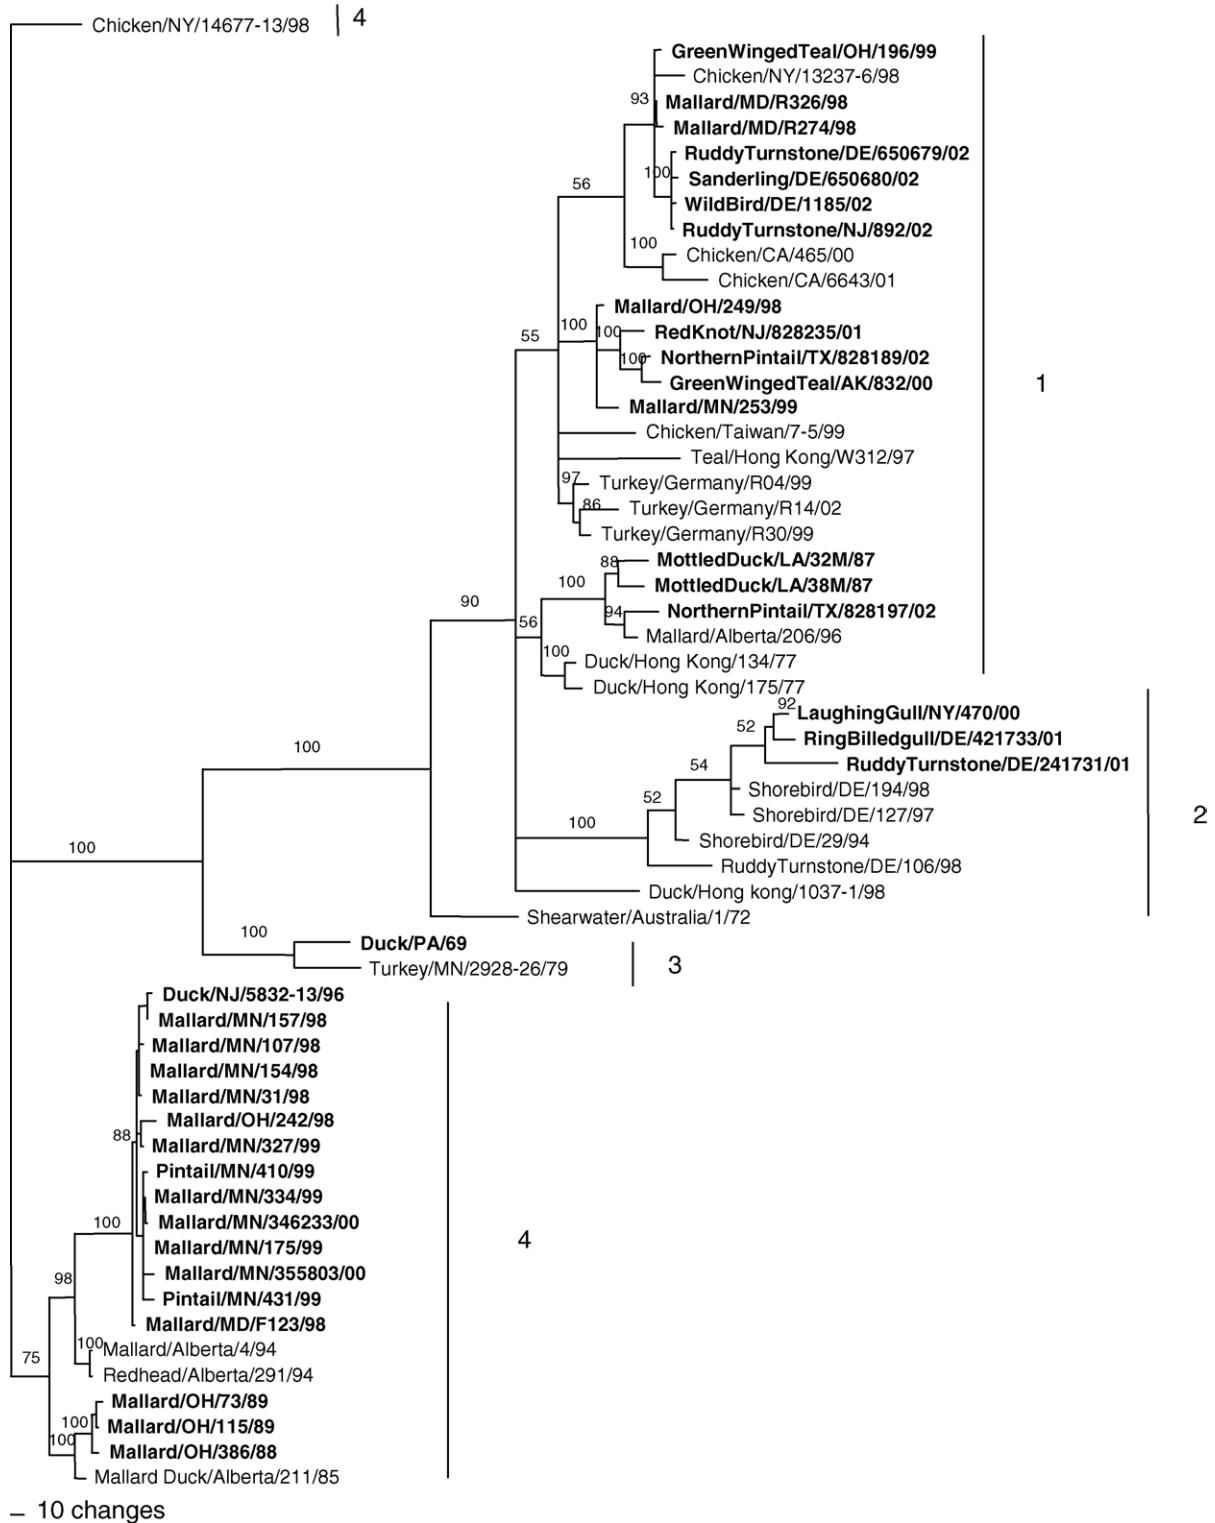 Chicken/NY/14677-13/98
4
GreenWingedTeal/OH/196/99
Chicken/NY/13237-6/98
93
Mallard/MD/R326/98
Mallard/MD/R274/98
RuddyTurnstone/DE/650679/02
100
Sanderling/DE/650680/02
56
WildBird/DE/1185/02
RuddyTurnstone/NJ/892/02
100
Chicken/CA/465/00
Chicken/CA/6643/01
Mallard/OH/249/98
55
100
100
RedKnot/NJ/828235/01
100
NorthernPintail/TX/828189/02
GreenWingedTeal/AK/832/00
1
Mallard/MN/253/99
Chicken/Taiwan/7-5/99
Teal/Hong Kong/W312/97
97
Turkey/Germany/R04/99
86
Turkey/Germany/R14/02
Turkey/Germany/R30/99
88
MottledDuck/LA/32M/87
100
MottledDuck/LA/38M/87
90
94
NorthernPintail/TX/828197/02
56
Mallard/Alberta/206/96
100
Duck/Hong Kong/134/77
Duck/Hong Kong/175/77
92
LaughingGull/NY/470/00
52
RingBilledgull/DE/421733/01
100
54
RuddyTurnstone/DE/241731/01
Shorebird/DE/194/98
52
Shorebird/DE/127/97
2
100
Shorebird/DE/29/94
100
RuddyTurnstone/DE/106/98
Duck/Hong kong/1037-1/98
Shearwater/Australia/1/72
100
Duck/PA/69
Turkey/MN/2928-26/79
3
Duck/NJ/5832-13/96
Mallard/MN/157/98
Mallard/MN/107/98
Mallard/MN/154/98
Mallard/MN/31/98
Mallard/OH/242/98
88
Mallard/MN/327/99
Pintail/MN/410/99
Mallard/MN/334/99
100
Mallard/MN/346233/00
4
Mallard/MN/175/99
98
Mallard/MN/355803/00
Pintail/MN/431/99
Mallard/MD/F123/98
100
Mallard/Alberta/4/94
75
Redhead/Alberta/291/94
Mallard/OH/73/89
100
Mallard/OH/115/89
100
Mallard/OH/386/88
Mallard Duck/Alberta/211/85
10 changes